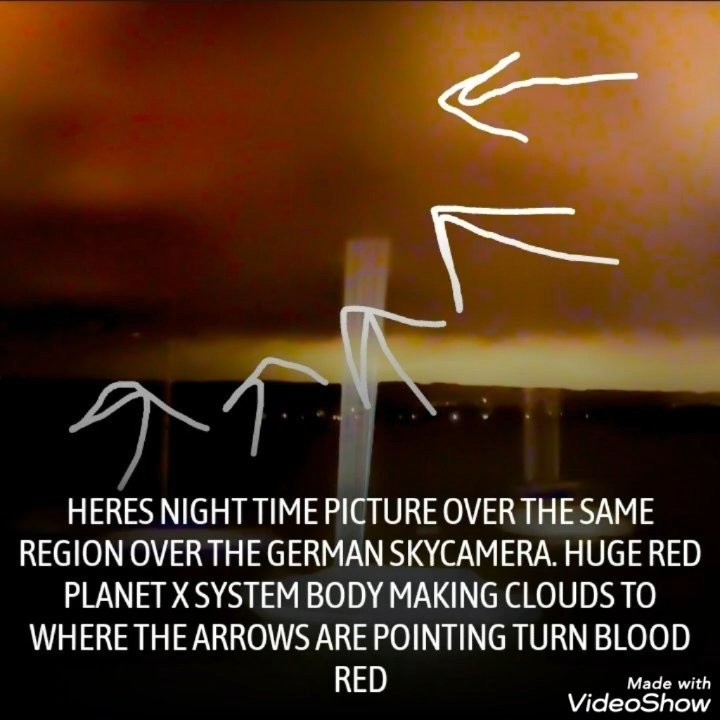 HERES NIGHT TIME PICTURE OVER THE SAME
REGION OVER THE GERMAN SKYCAMERA. HUGE RED
PLANET X SYSTEM BODY MAKING CLOUDS TO
WHERE THE ARROWS ARE POINTING TURN BLOOD
RED
Made with
VideoShow